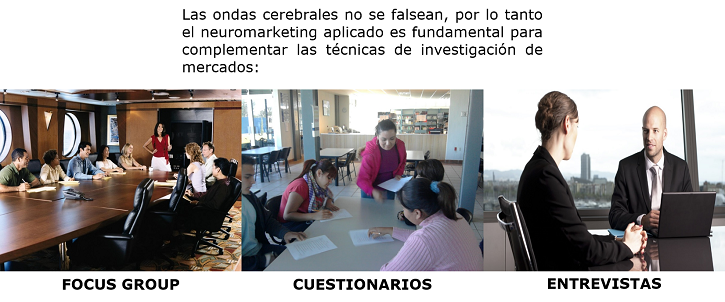 Las ondas cerebrales no se falsean, por lo tanto
el neuromarketing aplicado es fundamental para
complementar las técnicas de investigación de
mercados:
FOCUS GROUP
CUESTIONARIOS
ENTREVISTAS